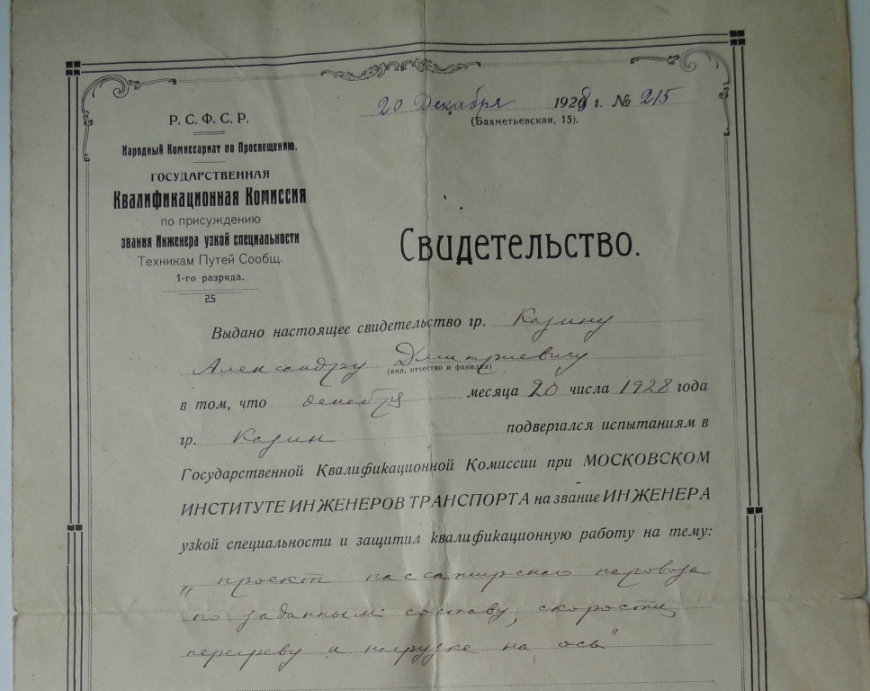 Р.С.Ф.С.Р.
Народный Комиссариат по Просвещению.
ГОСУДАРСТВЕННАЯ
Квалификационная Комиссия
по присуждению
звания Инженера узкой специальности
Техникам Путей Сообщ.
1-го разряда.
25
20 Декабря 1928 г. № 215
(Бахметьевская, 15).
Свидетельство.
Выдано настоящее свидетельство гр. Казину
Александру Дмитриевичу
(имя, отчество и фамилия)
в том, что декабря месяца 20 числа 1928 года
гр. Казин подвергался испытаниям в
Государственной Квалификационной Комиссии при МОСКОВСКОМ
ИНСТИТУТЕ ИНЖЕНЕРОВ ТРАНСПОРТА на звание ИНЖЕНЕРА
узкой специальности и защитил квалификационную работу на тему:
„проект пассажирского паровоза
по заданным: составу, скорости,
перегреву и нагрузке на ось"